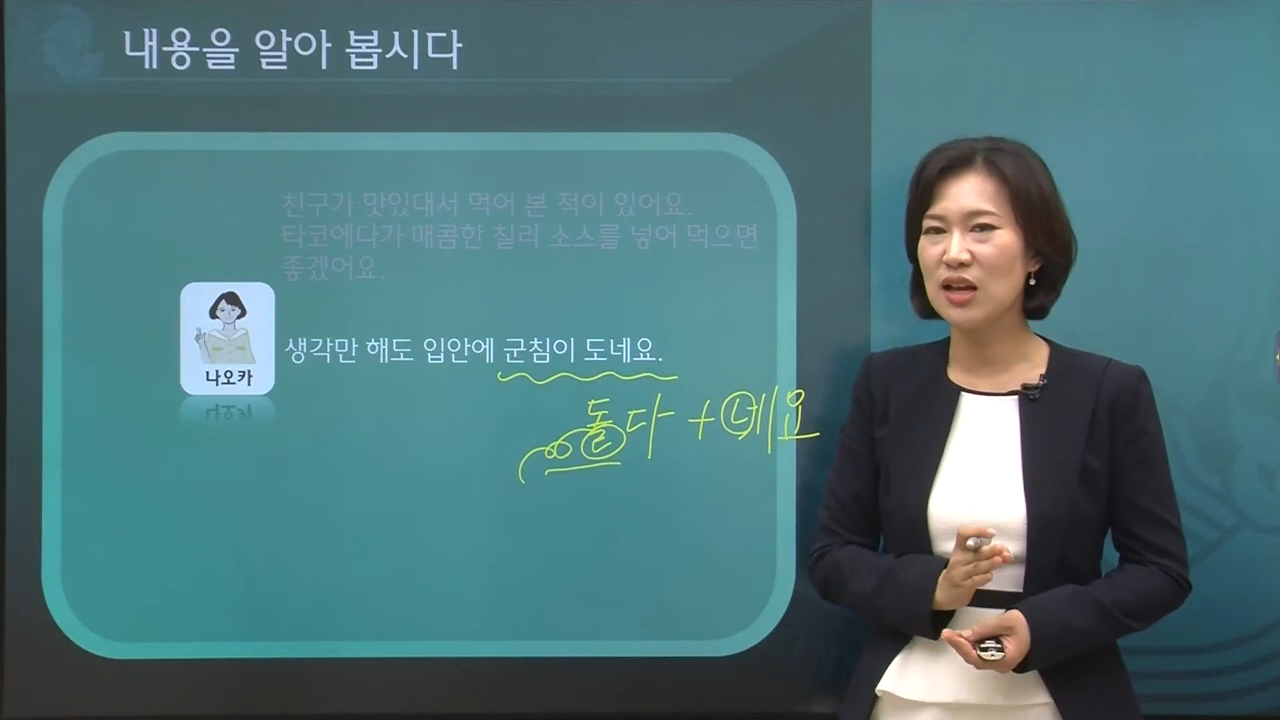 내용을 알아 봅시다
친구가 맛있대서 먹어 본 적이 있어요.
타코에다가 매콤한 칠리 소스를 넣어 먹으면
좋겠어요.
생각만 해도 입안에 군침이 도네요.
나오카
돌다 + 네요